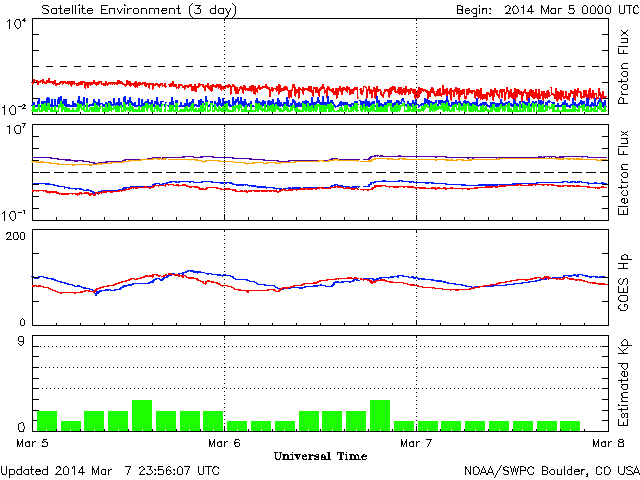 Satellite Environment (3 day)
Begin: 2014 Mar 5 0000 UTC
10⁴
10⁻²
Proton Flux
10⁷
10⁻¹
Electron Flux
200
0
GOES Hp
9
0
Estimated Kp
Mar 5 Mar 6 Mar 7 Mar 8
Universal Time
Updated 2014 Mar 7 23:56:07 UTC
NOAA/SWPC Boulder, CO USA